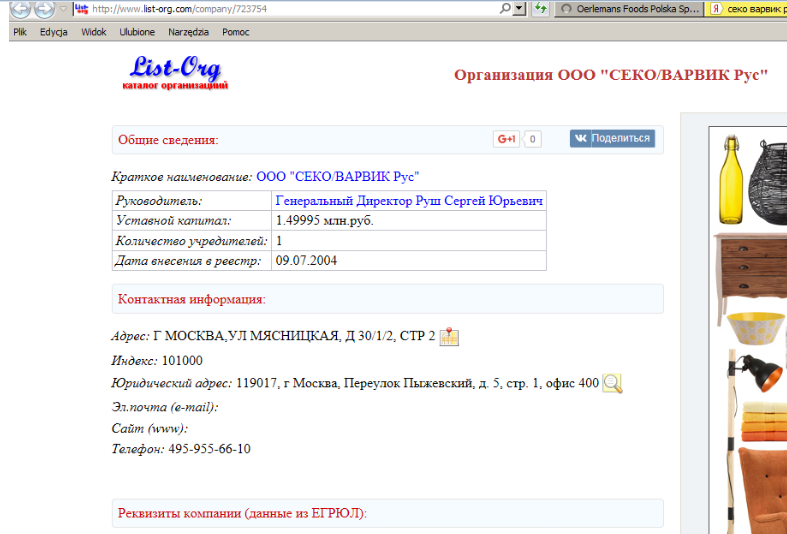 http://www.list-org.com/company/723754
Oerlemans Foods Polska Sp...
секо варвик
Plik Edycja Widok Ulubione Narzędzia Pomoc
List-Org
каталог организаций
Организация ООО "СЕКО/ВАРВИК Рус"
Общие сведения:
G+1 0
Поделиться
Краткое наименование: ООО "СЕКО/ВАРВИК Рус"
Руководитель: Генеральный Директор Руш Сергей Юрьевич
Уставной капитал: 1.49995 млн.руб.
Количество учредителей: 1
Дата внесения в реестр: 09.07.2004
Контактная информация:
Адрес: Г МОСКВА,УЛ МЯСНИЦКАЯ, Д 30/1/2, СТР 2
Индекс: 101000
Юридический адрес: 119017, г Москва, Переулок Пыжевский, д. 5, стр. 1, офис 400
Эл.почта (e-mail):
Сайт (www):
Телефон: 495-955-66-10
Реквизиты компании (данные из ЕГРЮЛ):